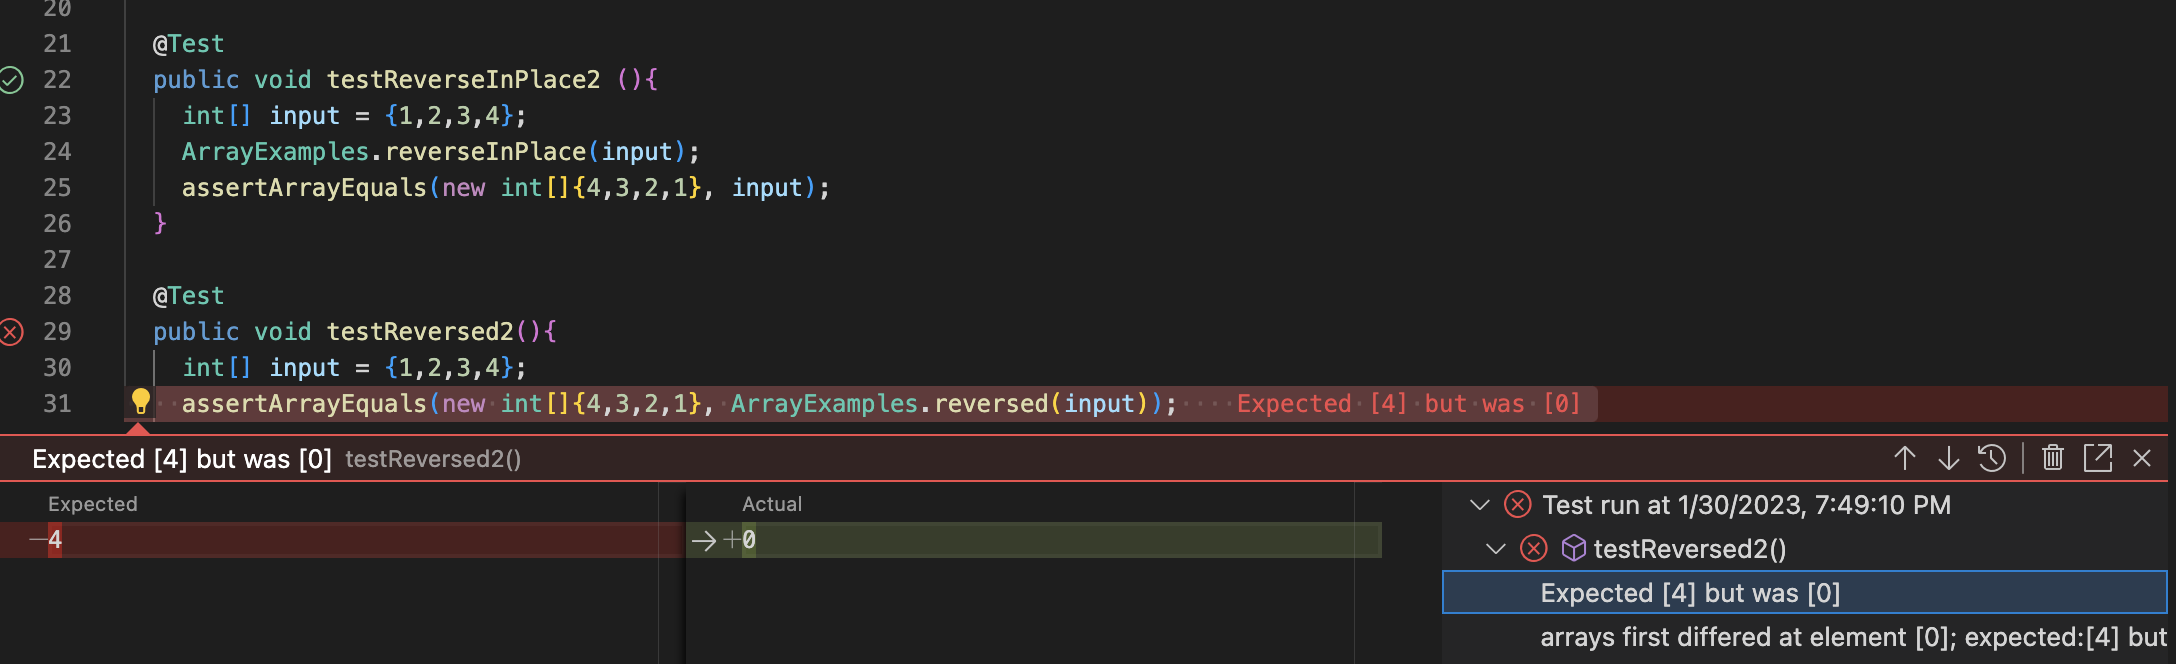 20
21 @Test
22 public void testReverseInPlace2 (){
23 int[] input = {1,2,3,4};
24 ArrayExamples.reverseInPlace(input);
25 assertArrayEquals(new int[]{4,3,2,1}, input);
26 }
27
28 @Test
29 public void testReversed2(){
30 int[] input = {1,2,3,4};
31 assertArrayEquals(new int[]{4,3,2,1}, ArrayExamples.reversed(input)); Expected [4] but was [0]
Expected [4] but was [0] testReversed2()
Expected
−4
Actual
+0
Test run at 1/30/2023, 7:49:10 PM
testReversed2()
Expected [4] but was [0]
arrays first differed at element [0]; expected:[4] but